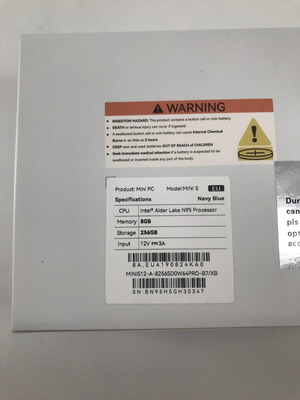 WARNING
INGESTION HAZARD: This product contains a button cell or coin battery.
DEATH or serious injury can occur if ingested.
A swallowed button cell or coin battery can cause Internal Chemical
Burns in as little as 2 hours.
KEEP new and used batteries OUT OF REACH of CHILDREN
Seek immediate medical attention if a battery is suspected to be
swallowed or inserted inside any part of the body.
Product: Mini PC Model: MINI S EU
Specifications Navy Blue
CPU Intel® Alder Lake N95 Processor
Memory 8GB
Storage 256GB
Input 12V⎓3A
8A.EU4190824KA0
MINIS12-A-8256SD0W64PRO-B7/XB
SN:BN95H5GH30347
Dur
can
pls
opt
acc